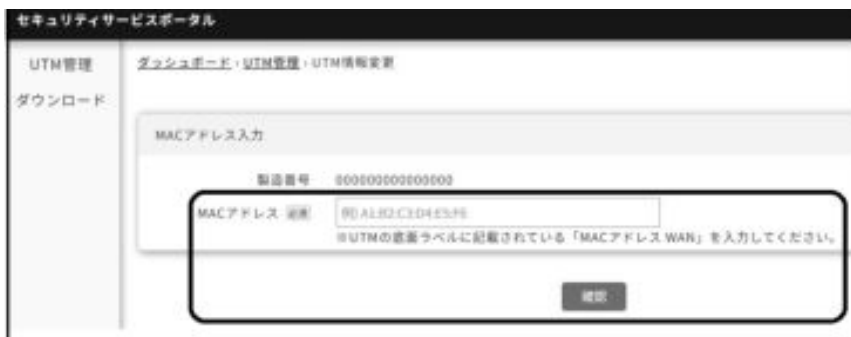 セキュリティサービスポータル
UTM管理
ダウンロード
ダッシュボード › UTM管理 › UTM情報変更
MACアドレス入力
製造番号 000000000000000
MACアドレス 必須 例) A1:B2:C3:D4:E5:F6
※UTMの底面ラベルに記載されている「MACアドレス WAN」を入力してください。
確認